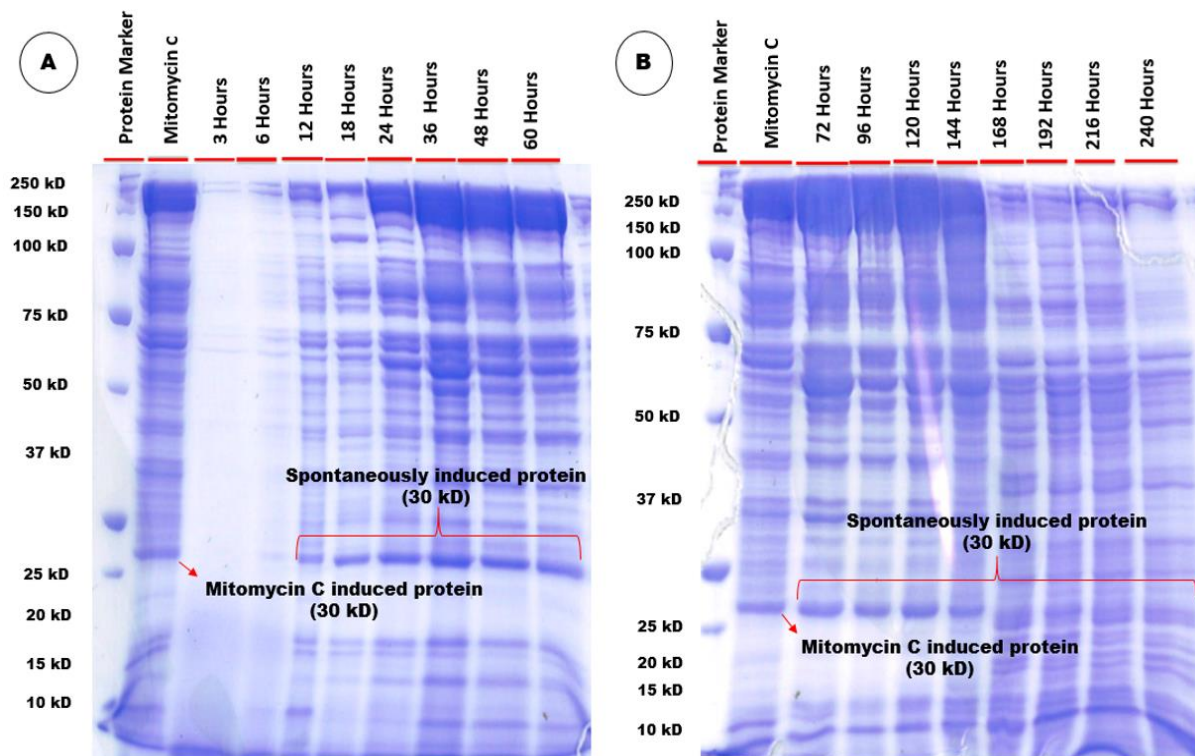 A
Protein Marker
Mitomycin C
3 Hours
6 Hours
12 Hours
18 Hours
24 Hours
36 Hours
48 Hours
60 Hours
250 kD
150 kD
100 kD
75 kD
50 kD
37 kD
25 kD
20 kD
15 kD
10 kD
Spontaneously induced protein
(30 kD)
Mitomycin C induced protein
(30 kD)
B
Protein Marker
Mitomycin C
72 Hours
96 Hours
120 Hours
144 Hours
168 Hours
192 Hours
216 Hours
240 Hours
250 kD
150 kD
100 kD
75 kD
50 kD
37 kD
25 kD
20 kD
15 kD
10 kD
Spontaneously induced protein
(30 kD)
Mitomycin C induced protein
(30 kD)